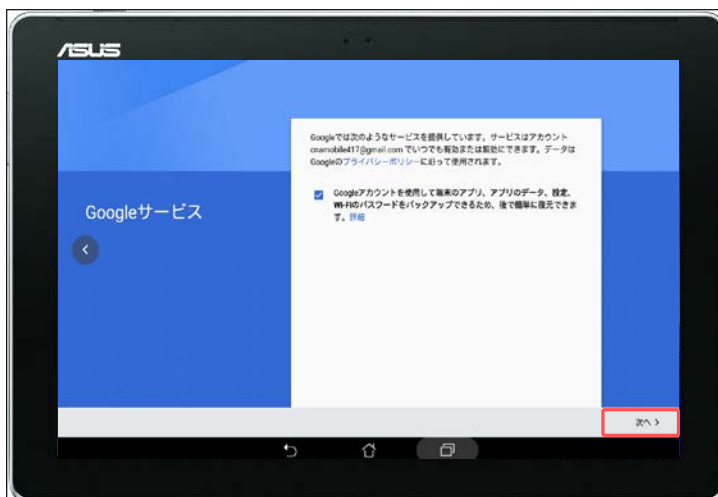 ASUS
Googleでは次のようなサービスを提供しています。サービスはアカウント
cnamobile417@gmail.com でいつでも有効または無効にできます。データは
Googleのプライバシーポリシーに沿って使用されます。
Googleアカウントを使用して端末のアプリ、アプリのデータ、設定、
Wi-Fiのパスワードをバックアップできるため、後で簡単に復元できま
す。詳細
Googleサービス
次へ >